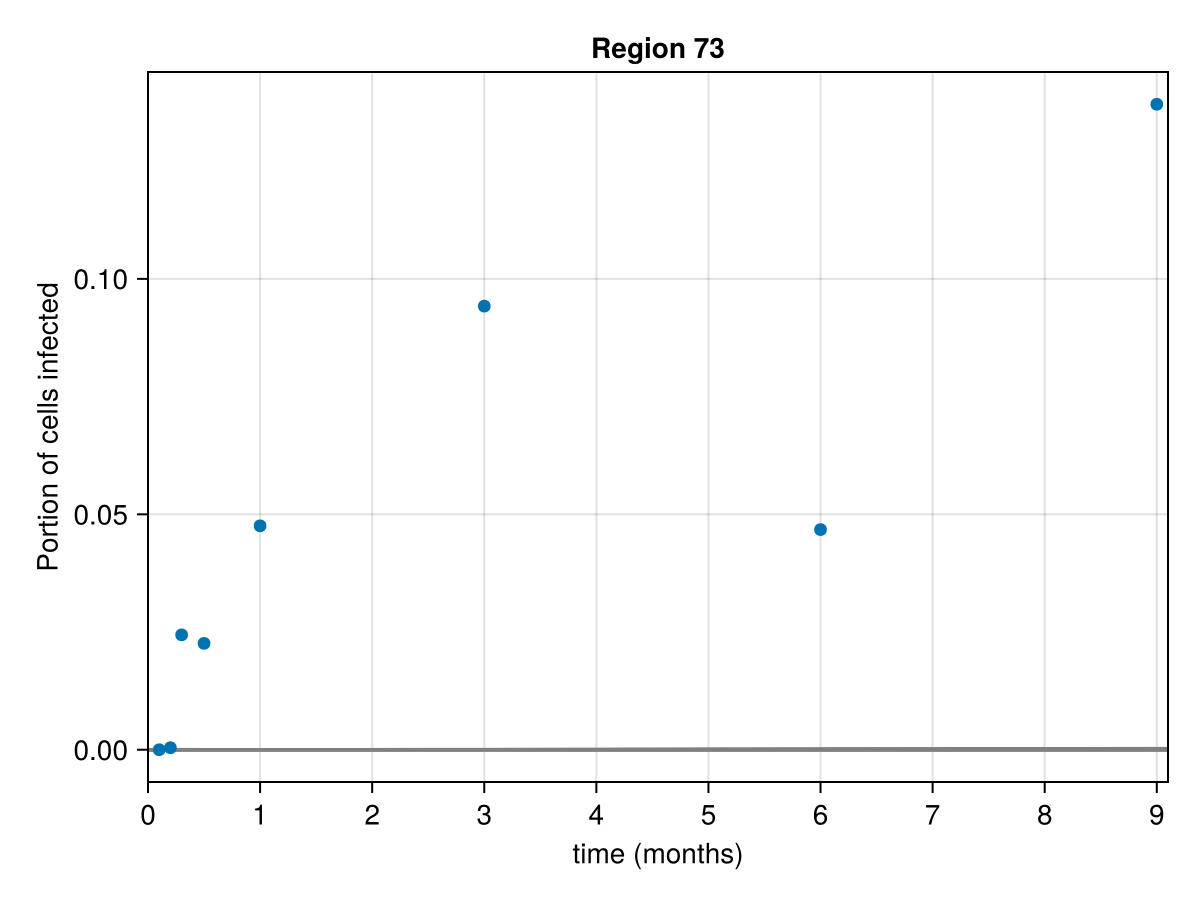 Region 73
Portion of cells infected
0.10
0.05
0.00
0 1 2 3 4 5 6 7 8 9
time (months)